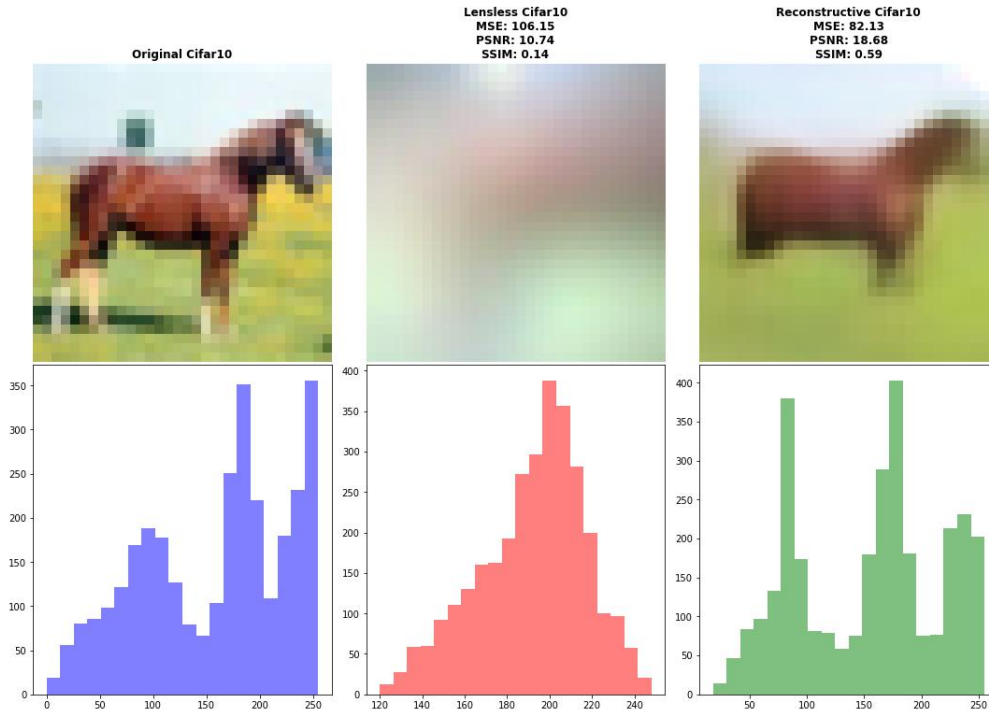 Original Cifar10
Lensless Cifar10
MSE: 106.15
PSNR: 10.74
SSIM: 0.14
Reconstructive Cifar10
MSE: 82.13
PSNR: 18.68
SSIM: 0.59
350
300
250
200
150
100
50
0
0 50 100 150 200 250
400
350
300
250
200
150
100
50
0
120 140 160 180 200 220 240
400
350
300
250
200
150
100
50
0
50 100 150 200 250